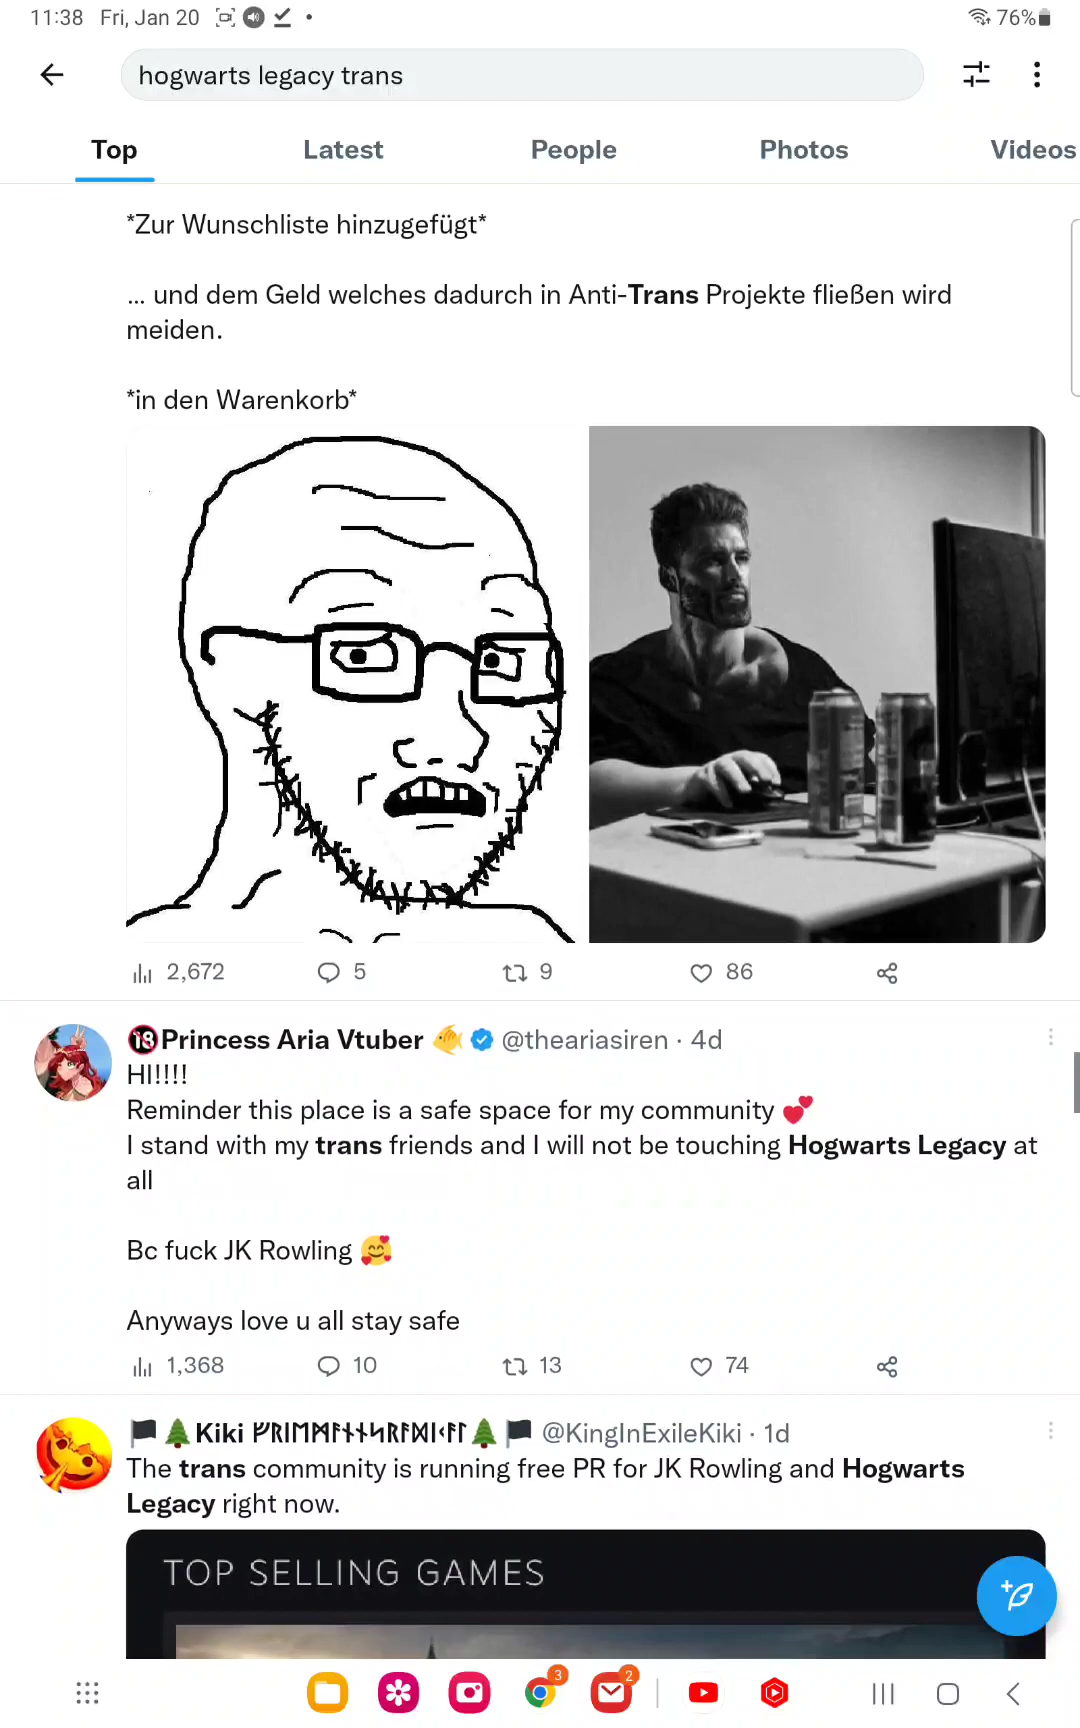 11:38 Fri, Jan 20 76%
hogwarts legacy trans
Top Latest People Photos Videos
*Zur Wunschliste hinzugefügt*
... und dem Geld welches dadurch in Anti-Trans Projekte fließen wird
meiden.
*in den Warenkorb*
2,672 5 9 86
🔞Princess Aria Vtuber 🐠 @theariasiren · 4d
HI!!!!
Reminder this place is a safe space for my community 💕
I stand with my trans friends and I will not be touching Hogwarts Legacy at
all
Bc fuck JK Rowling 🥰
Anyways love u all stay safe
1,368 10 13 74
🏴🌲Kiki 🌲🏴 @KingInExileKiki · 1d
The trans community is running free PR for JK Rowling and Hogwarts
Legacy right now.
TOP SELLING GAMES
3 2